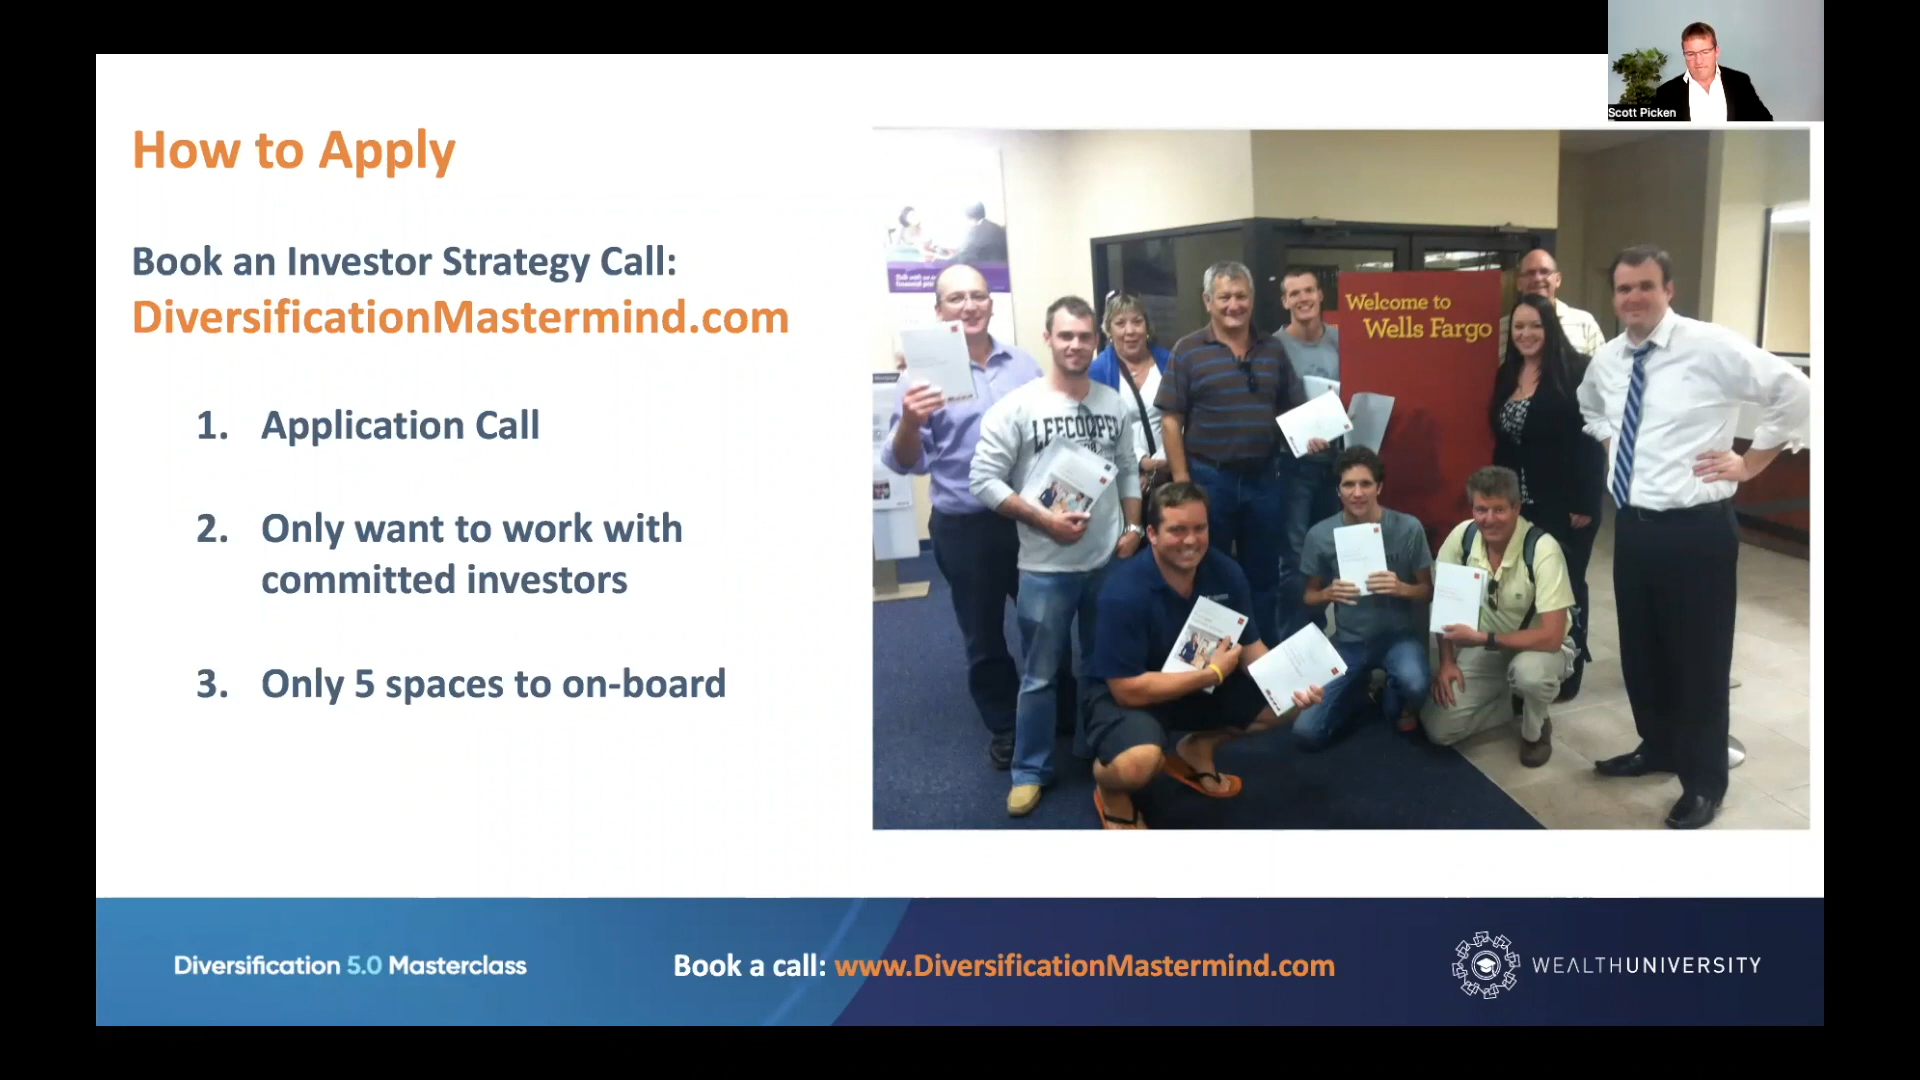 Scott Picken
How to Apply
Book an Investor Strategy Call:
DiversificationMastermind.com
1. Application Call
2. Only want to work with
committed investors
3. Only 5 spaces to on-board
Welcome to
Wells Fargo
LEECOOPER
Diversification 5.0 Masterclass
Book a call: www.DiversificationMastermind.com
WEALTHUNIVERSITY